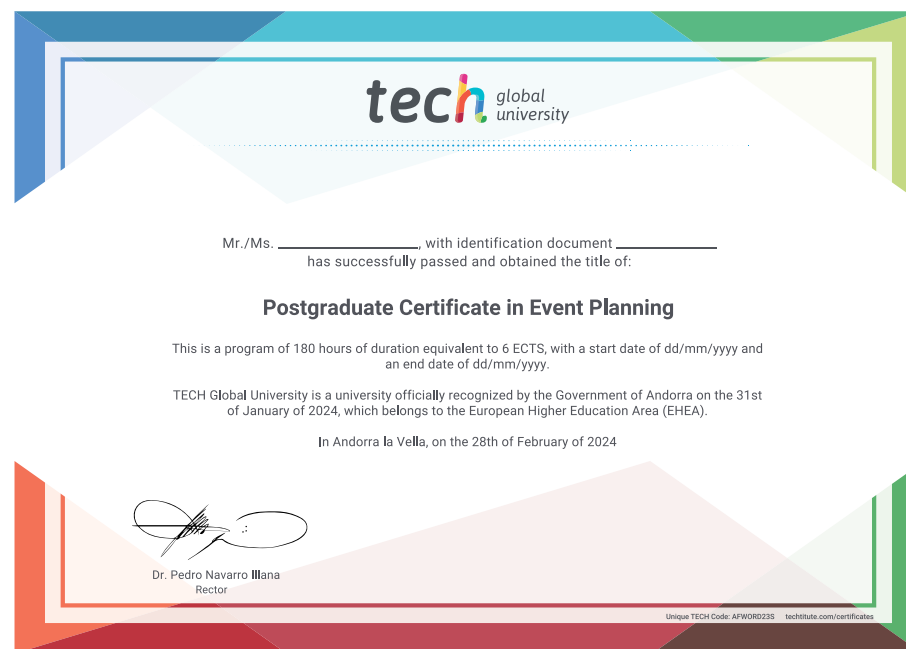 tech global
university
Mr./Ms. ________________, with identification document ____________
has successfully passed and obtained the title of:
Postgraduate Certificate in Event Planning
This is a program of 180 hours of duration equivalent to 6 ECTS, with a start date of dd/mm/yyyy and
an end date of dd/mm/yyyy.
TECH Global University is a university officially recognized by the Government of Andorra on the 31st
of January of 2024, which belongs to the European Higher Education Area (EHEA).
In Andorra la Vella, on the 28th of February of 2024
Dr. Pedro Navarro Illana
Rector
Unique TECH Code: AFWORD23S techtitute.com/certificates